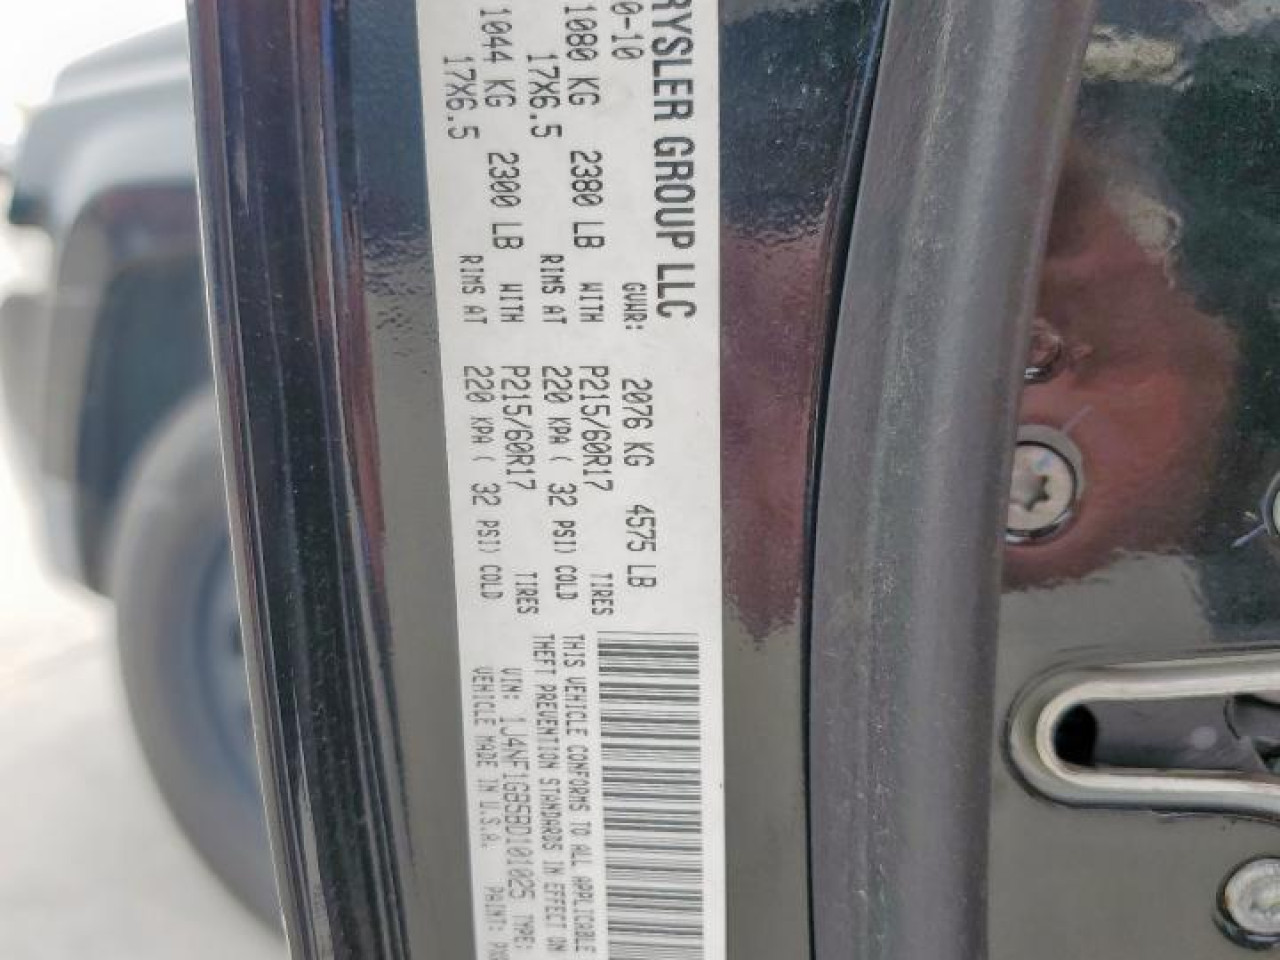 RYSLER GROUP LLC
0-10 GVWR: 2076 KG 4575 LB
1080 KG 2380 LB WITH P215/60R17 TIRES
17X6.5 RIMS AT 220 KPA( 32 PSI) COLD
1044 KG 2300 LB WITH P215/60R17 TIRES
17X6.5 RIMS AT 220 KPA( 32 PSI) COLD
THIS VEHICLE CONFORMS TO ALL APPLICABLE
THEFT PREVENTION STANDARDS IN EFFECT ON
VIN: 1J4NF1GB5BD101025 TYPE:
VEHICLE MADE IN U.S.A. PAINT: